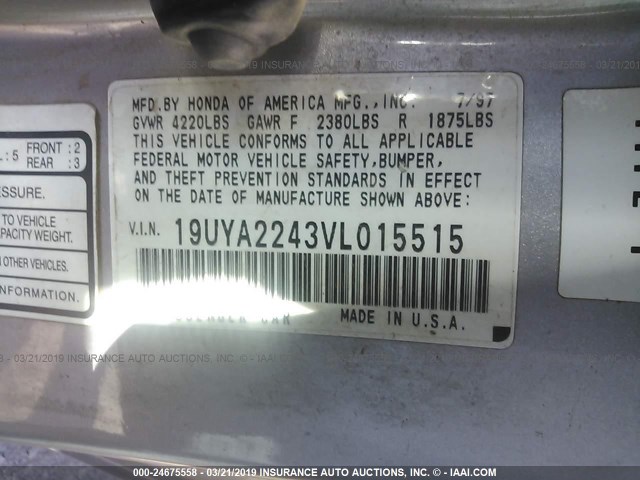 MFD.BY HONDA OF AMERICA MFG.,INC. 7/97
GVWR 4220LBS GAWR F 2380LBS R 1875LBS
THIS VEHICLE CONFORMS TO ALL APPLICABLE
FEDERAL MOTOR VEHICLE SAFETY,BUMPER,
AND THEFT PREVENTION STANDARDS IN EFFECT
ON THE DATE OF MANUFACTURE SHOWN ABOVE:
V.I.N. 19UYA2243VL015515
MADE IN U.S.A.
L:5 FRONT:2
REAR :3
ESSURE.
TO VEHICLE
APACITY WEIGHT.
OTHER VEHICLES.
INFORMATION.
000-24675558 - 03/21/2019 INSURANCE AUTO AUCTIONS, INC. - © - IAAI.COM